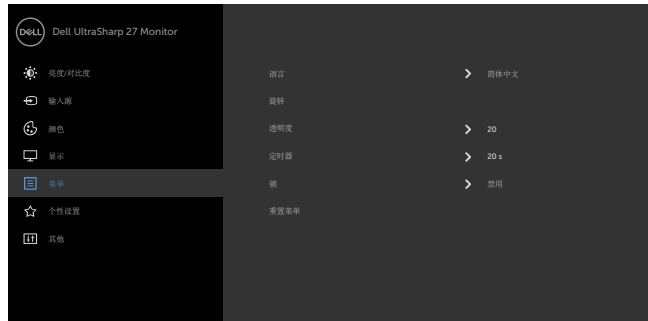 DELL Dell UltraSharp 27 Monitor
亮度/对比度
语言 简体中文
输入源
旋转
颜色
透明度 20
显示
定时器 20 s
菜单
锁 禁用
个性设置
重置菜单
其他